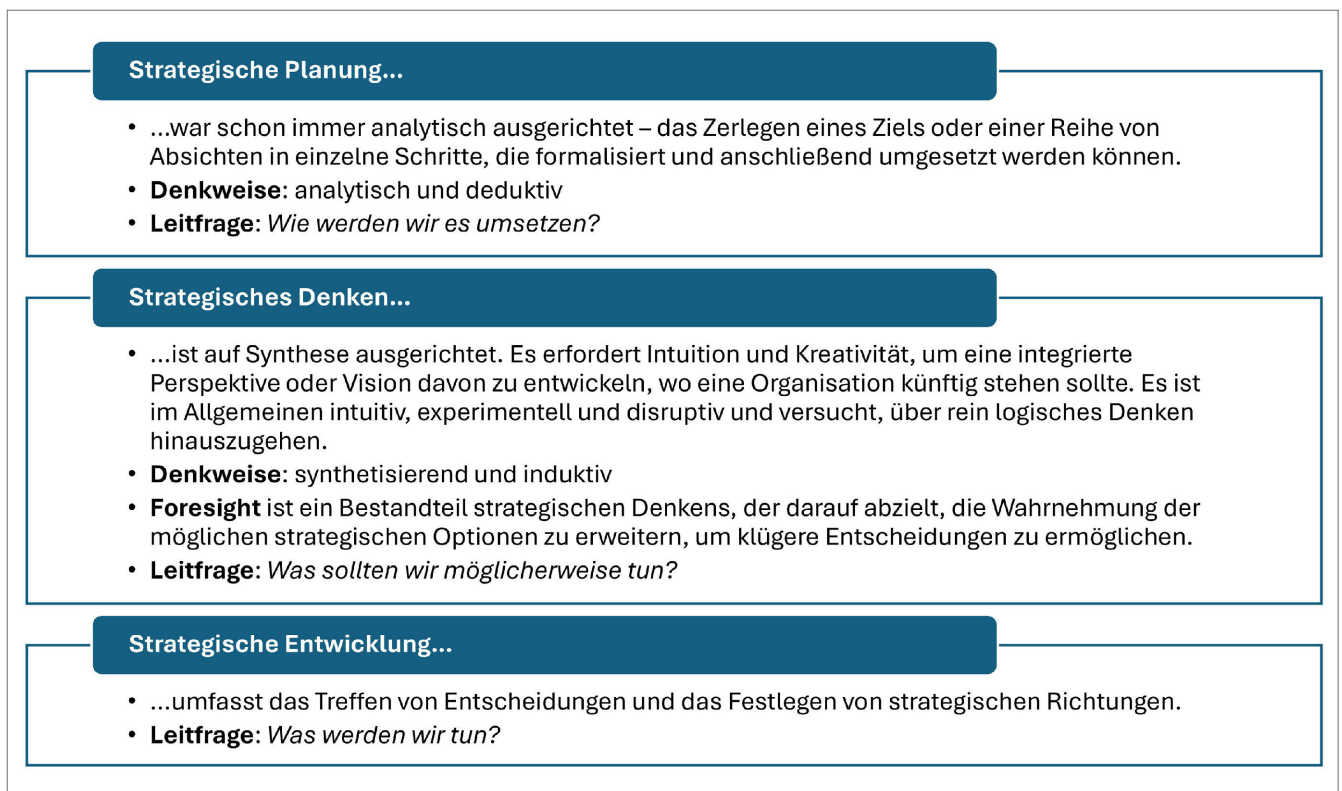 Strategische Planung...
• ...war schon immer analytisch ausgerichtet – das Zerlegen eines Ziels oder einer Reihe von
Absichten in einzelne Schritte, die formalisiert und anschließend umgesetzt werden können.
• Denkweise: analytisch und deduktiv
• Leitfrage: Wie werden wir es umsetzen?
Strategisches Denken...
• ...ist auf Synthese ausgerichtet. Es erfordert Intuition und Kreativität, um eine integrierte
Perspektive oder Vision davon zu entwickeln, wo eine Organisation künftig stehen sollte. Es ist
im Allgemeinen intuitiv, experimentell und disruptiv und versucht, über rein logisches Denken
hinauszugehen.
• Denkweise: synthetisierend und induktiv
• Foresight ist ein Bestandteil strategischen Denkens, der darauf abzielt, die Wahrnehmung der
möglichen strategischen Optionen zu erweitern, um klügere Entscheidungen zu ermöglichen.
• Leitfrage: Was sollten wir möglicherweise tun?
Strategische Entwicklung...
• ...umfasst das Treffen von Entscheidungen und das Festlegen von strategischen Richtungen.
• Leitfrage: Was werden wir tun?